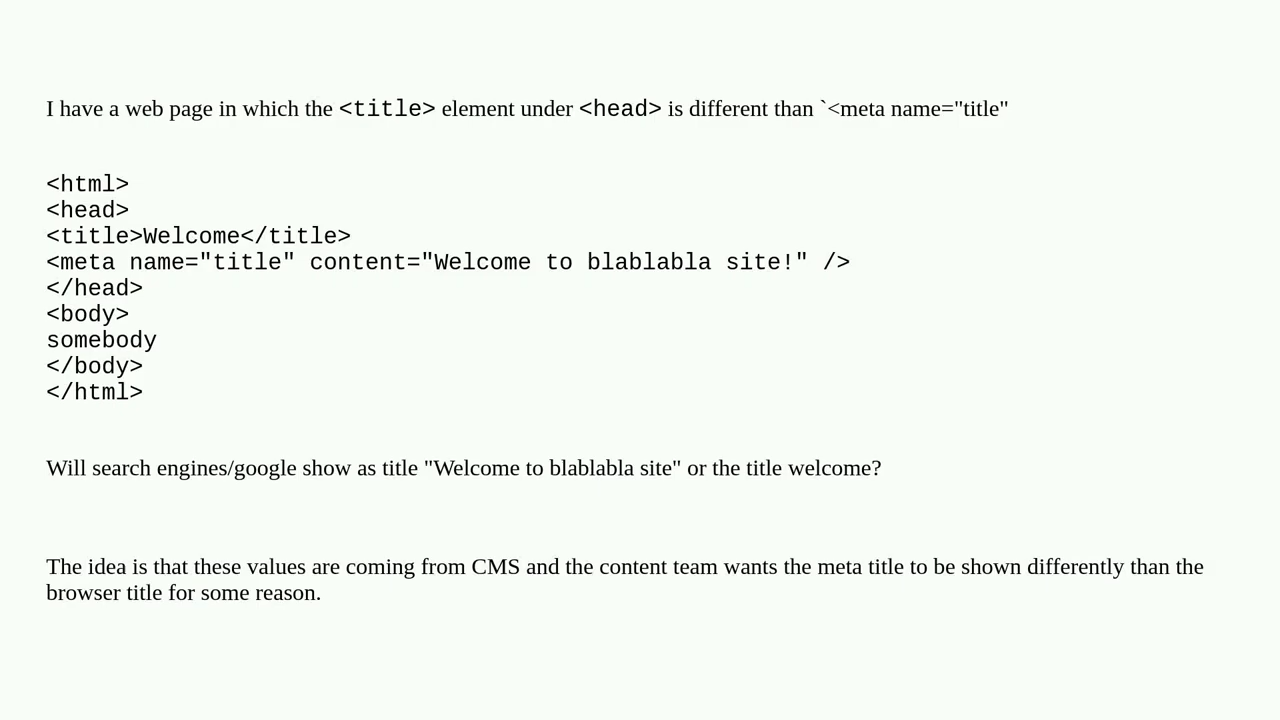 I have a web page in which the <title> element under <head> is different than `<meta name="title"
<html>
<head>
<title>Welcome</title>
<meta name="title" content="Welcome to blablabla site!" />
</head>
<body>
somebody
</body>
</html>
Will search engines/google show as title "Welcome to blablabla site" or the title welcome?
The idea is that these values are coming from CMS and the content team wants the meta title to be shown differently than the
browser title for some reason.